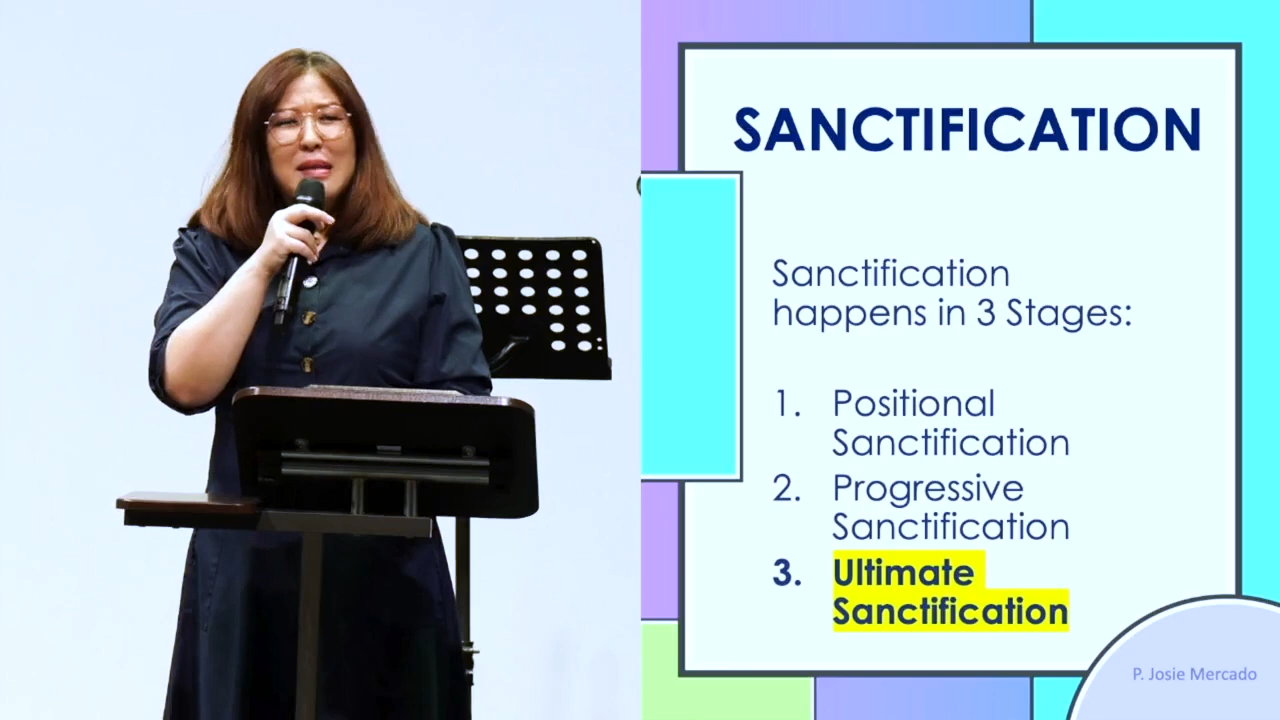 SANCTIFICATION
Sanctification
happens in 3 Stages:
1. Positional
Sanctification
2. Progressive
Sanctification
3. Ultimate
Sanctification
P. Josie Mercado